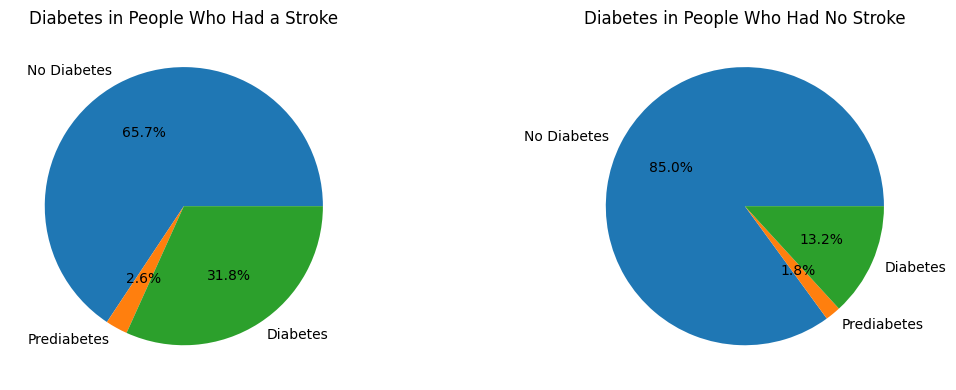 Diabetes in People Who Had a Stroke
No Diabetes
65.7%
2.6%
31.8%
Prediabetes
Diabetes
Diabetes in People Who Had No Stroke
No Diabetes
85.0%
13.2%
1.8%
Diabetes
Prediabetes